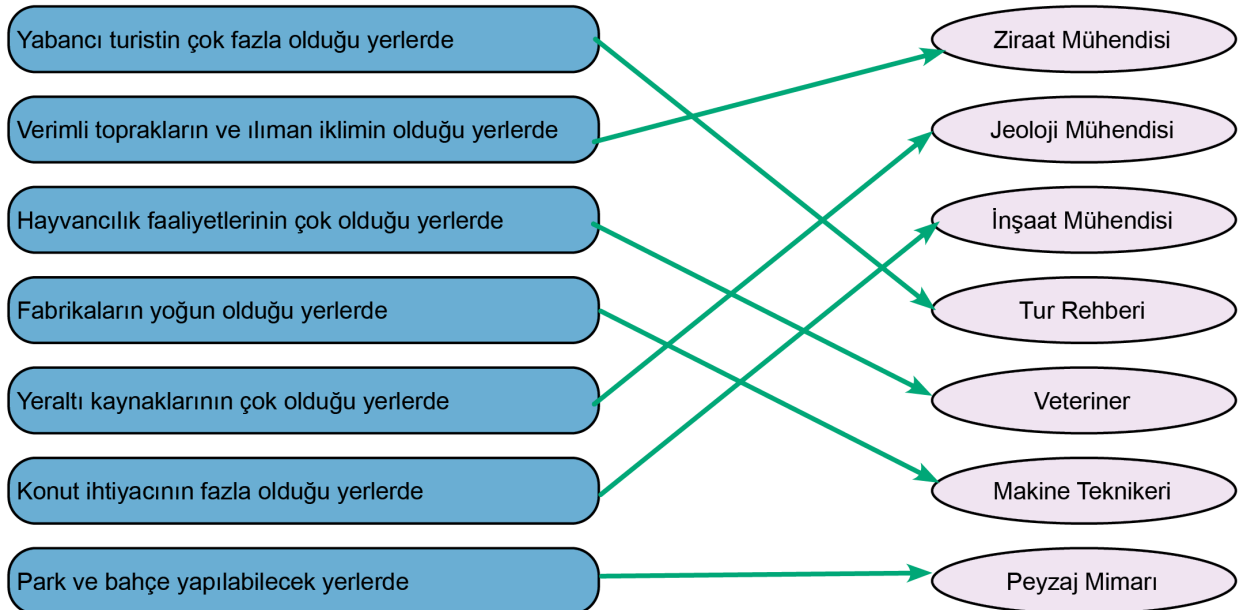 Yabancı turistin çok fazla olduğu yerlerde
Ziraat Mühendisi
Verimli toprakların ve ılıman iklimin olduğu yerlerde
Jeoloji Mühendisi
Hayvancılık faaliyetlerinin çok olduğu yerlerde
İnşaat Mühendisi
Fabrikaların yoğun olduğu yerlerde
Tur Rehberi
Yeraltı kaynaklarının çok olduğu yerlerde
Veteriner
Konut ihtiyacının fazla olduğu yerlerde
Makine Teknikeri
Park ve bahçe yapılabilecek yerlerde
Peyzaj Mimarı